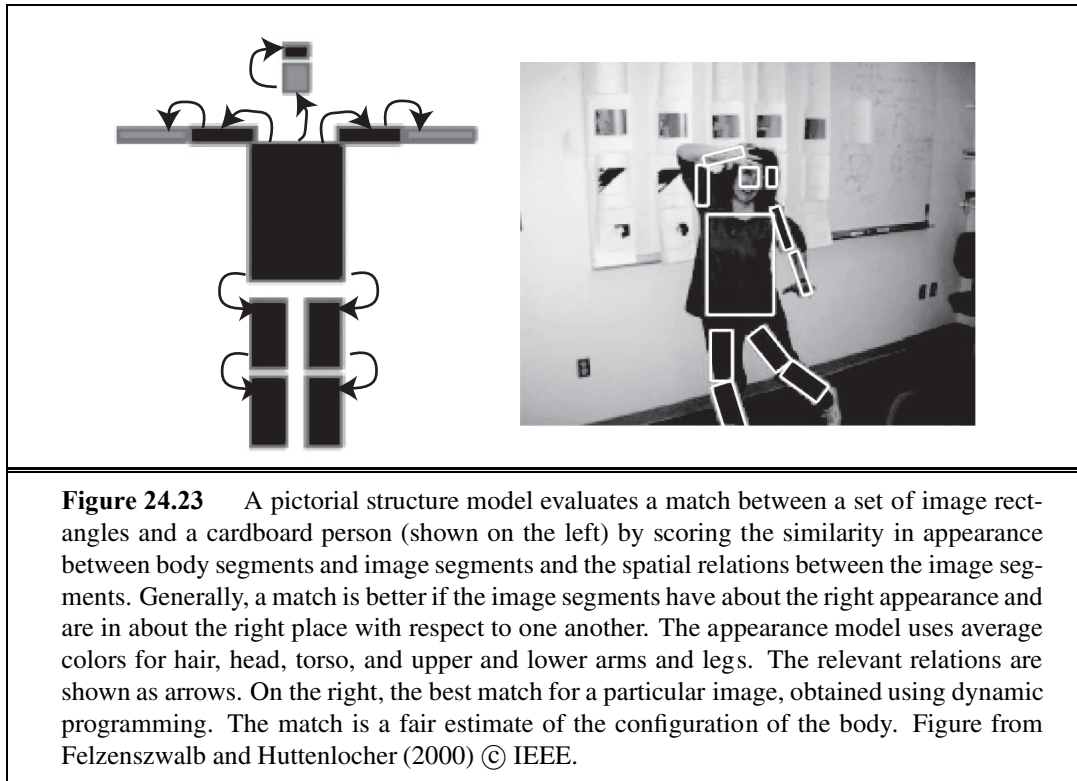 Figure 24.23 A pictorial structure model evaluates a match between a set of image rect-
angles and a cardboard person (shown on the left) by scoring the similarity in appearance
between body segments and image segments and the spatial relations between the image seg-
ments. Generally, a match is better if the image segments have about the right appearance and
are in about the right place with respect to one another. The appearance model uses average
colors for hair, head, torso, and upper and lower arms and legs. The relevant relations are
shown as arrows. On the right, the best match for a particular image, obtained using dynamic
programming. The match is a fair estimate of the configuration of the body. Figure from
Felzenszwalb and Huttenlocher (2000) © IEEE.